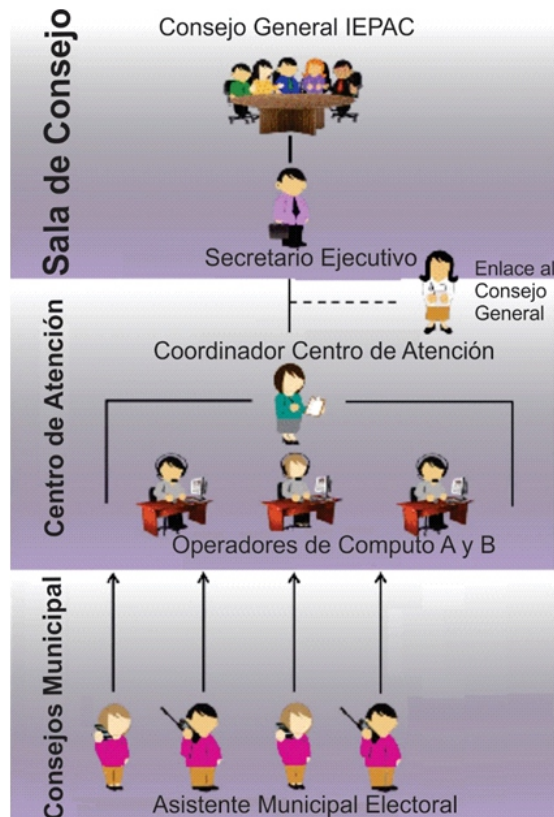 Sala de Consejo
Consejo General IEPAC
Secretario Ejecutivo
Enlace al
Consejo
General
Centro de Atención
Coordinador Centro de Atención
Operadores de Computo A y B
Consejos Municipal
Asistente Municipal Electoral